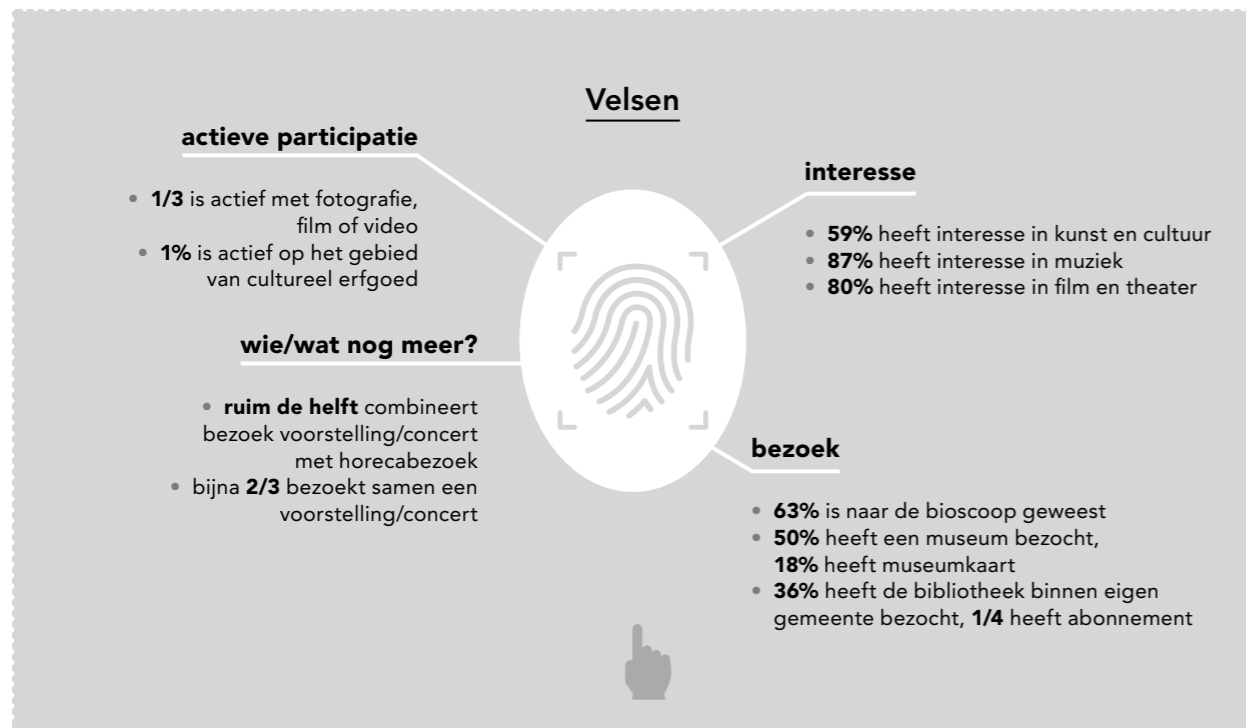 Velsen
actieve participatie
• 1/3 is actief met fotografie,
film of video
• 1% is actief op het gebied
van cultureel erfgoed
wie/wat nog meer?
• ruim de helft combineert
bezoek voorstelling/concert
met horecabezoek
• bijna 2/3 bezoekt samen een
voorstelling/concert
interesse
• 59% heeft interesse in kunst en cultuur
• 87% heeft interesse in muziek
• 80% heeft interesse in film en theater
bezoek
• 63% is naar de bioscoop geweest
• 50% heeft een museum bezocht,
18% heeft museumkaart
• 36% heeft de bibliotheek binnen eigen
gemeente bezocht, 1/4 heeft abonnement